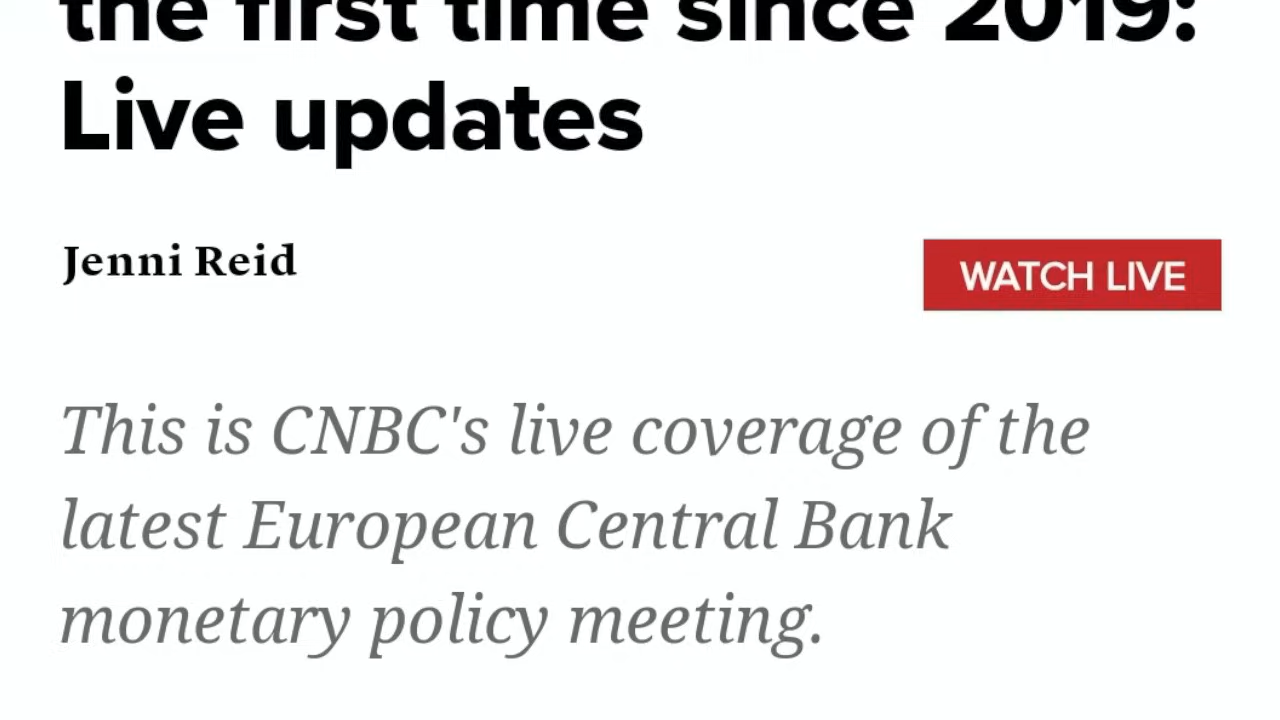 the first time since 2019:
Live updates
Jenni Reid
WATCH LIVE
This is CNBC's live coverage of the
latest European Central Bank
monetary policy meeting.